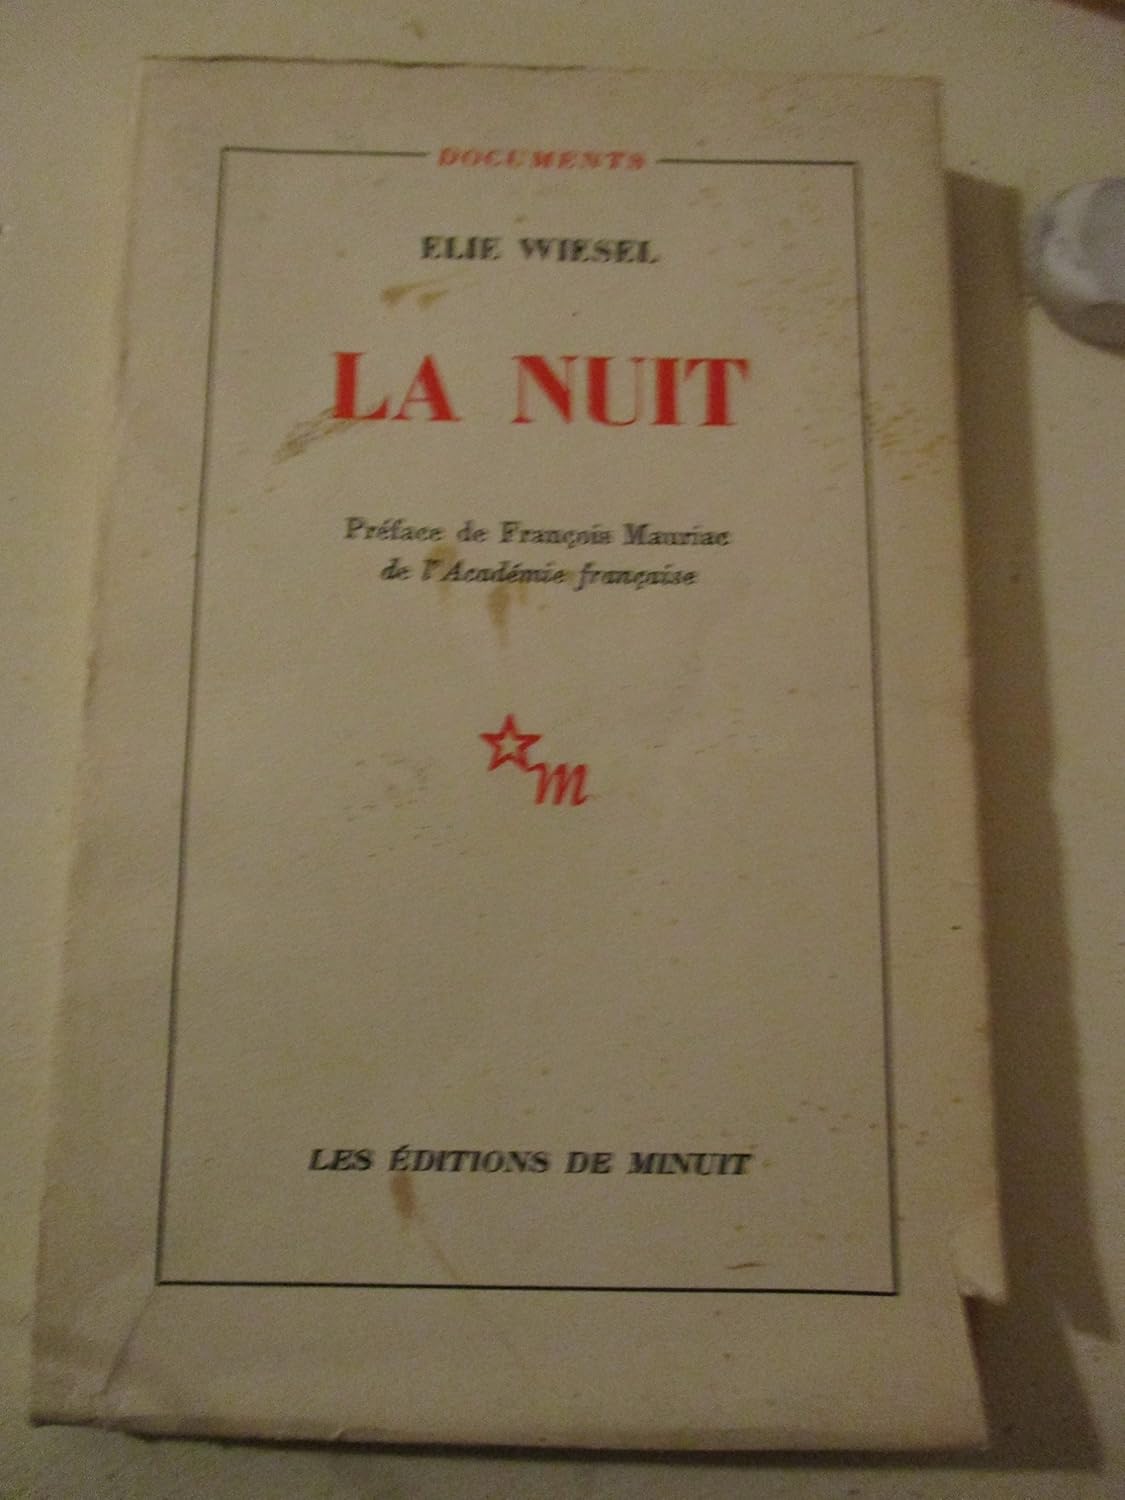 DOCUMENTS
ELIE WIESEL
LA NUIT
Préface de François Mauriac
de l'Académie française
m
LES ÉDITIONS DE MINUIT